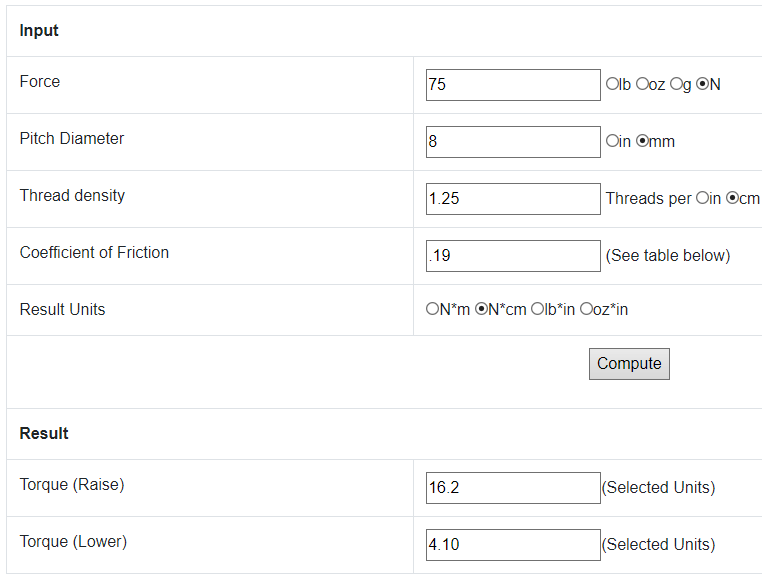 Input
Force 75 lb oz g N
Pitch Diameter 8 in mm
Thread density 1.25 Threads per in cm
Coefficient of Friction .19 (See table below)
Result Units N*m N*cm lb*in oz*in
Compute
Result
Torque (Raise) 16.2 (Selected Units)
Torque (Lower) 4.10 (Selected Units)